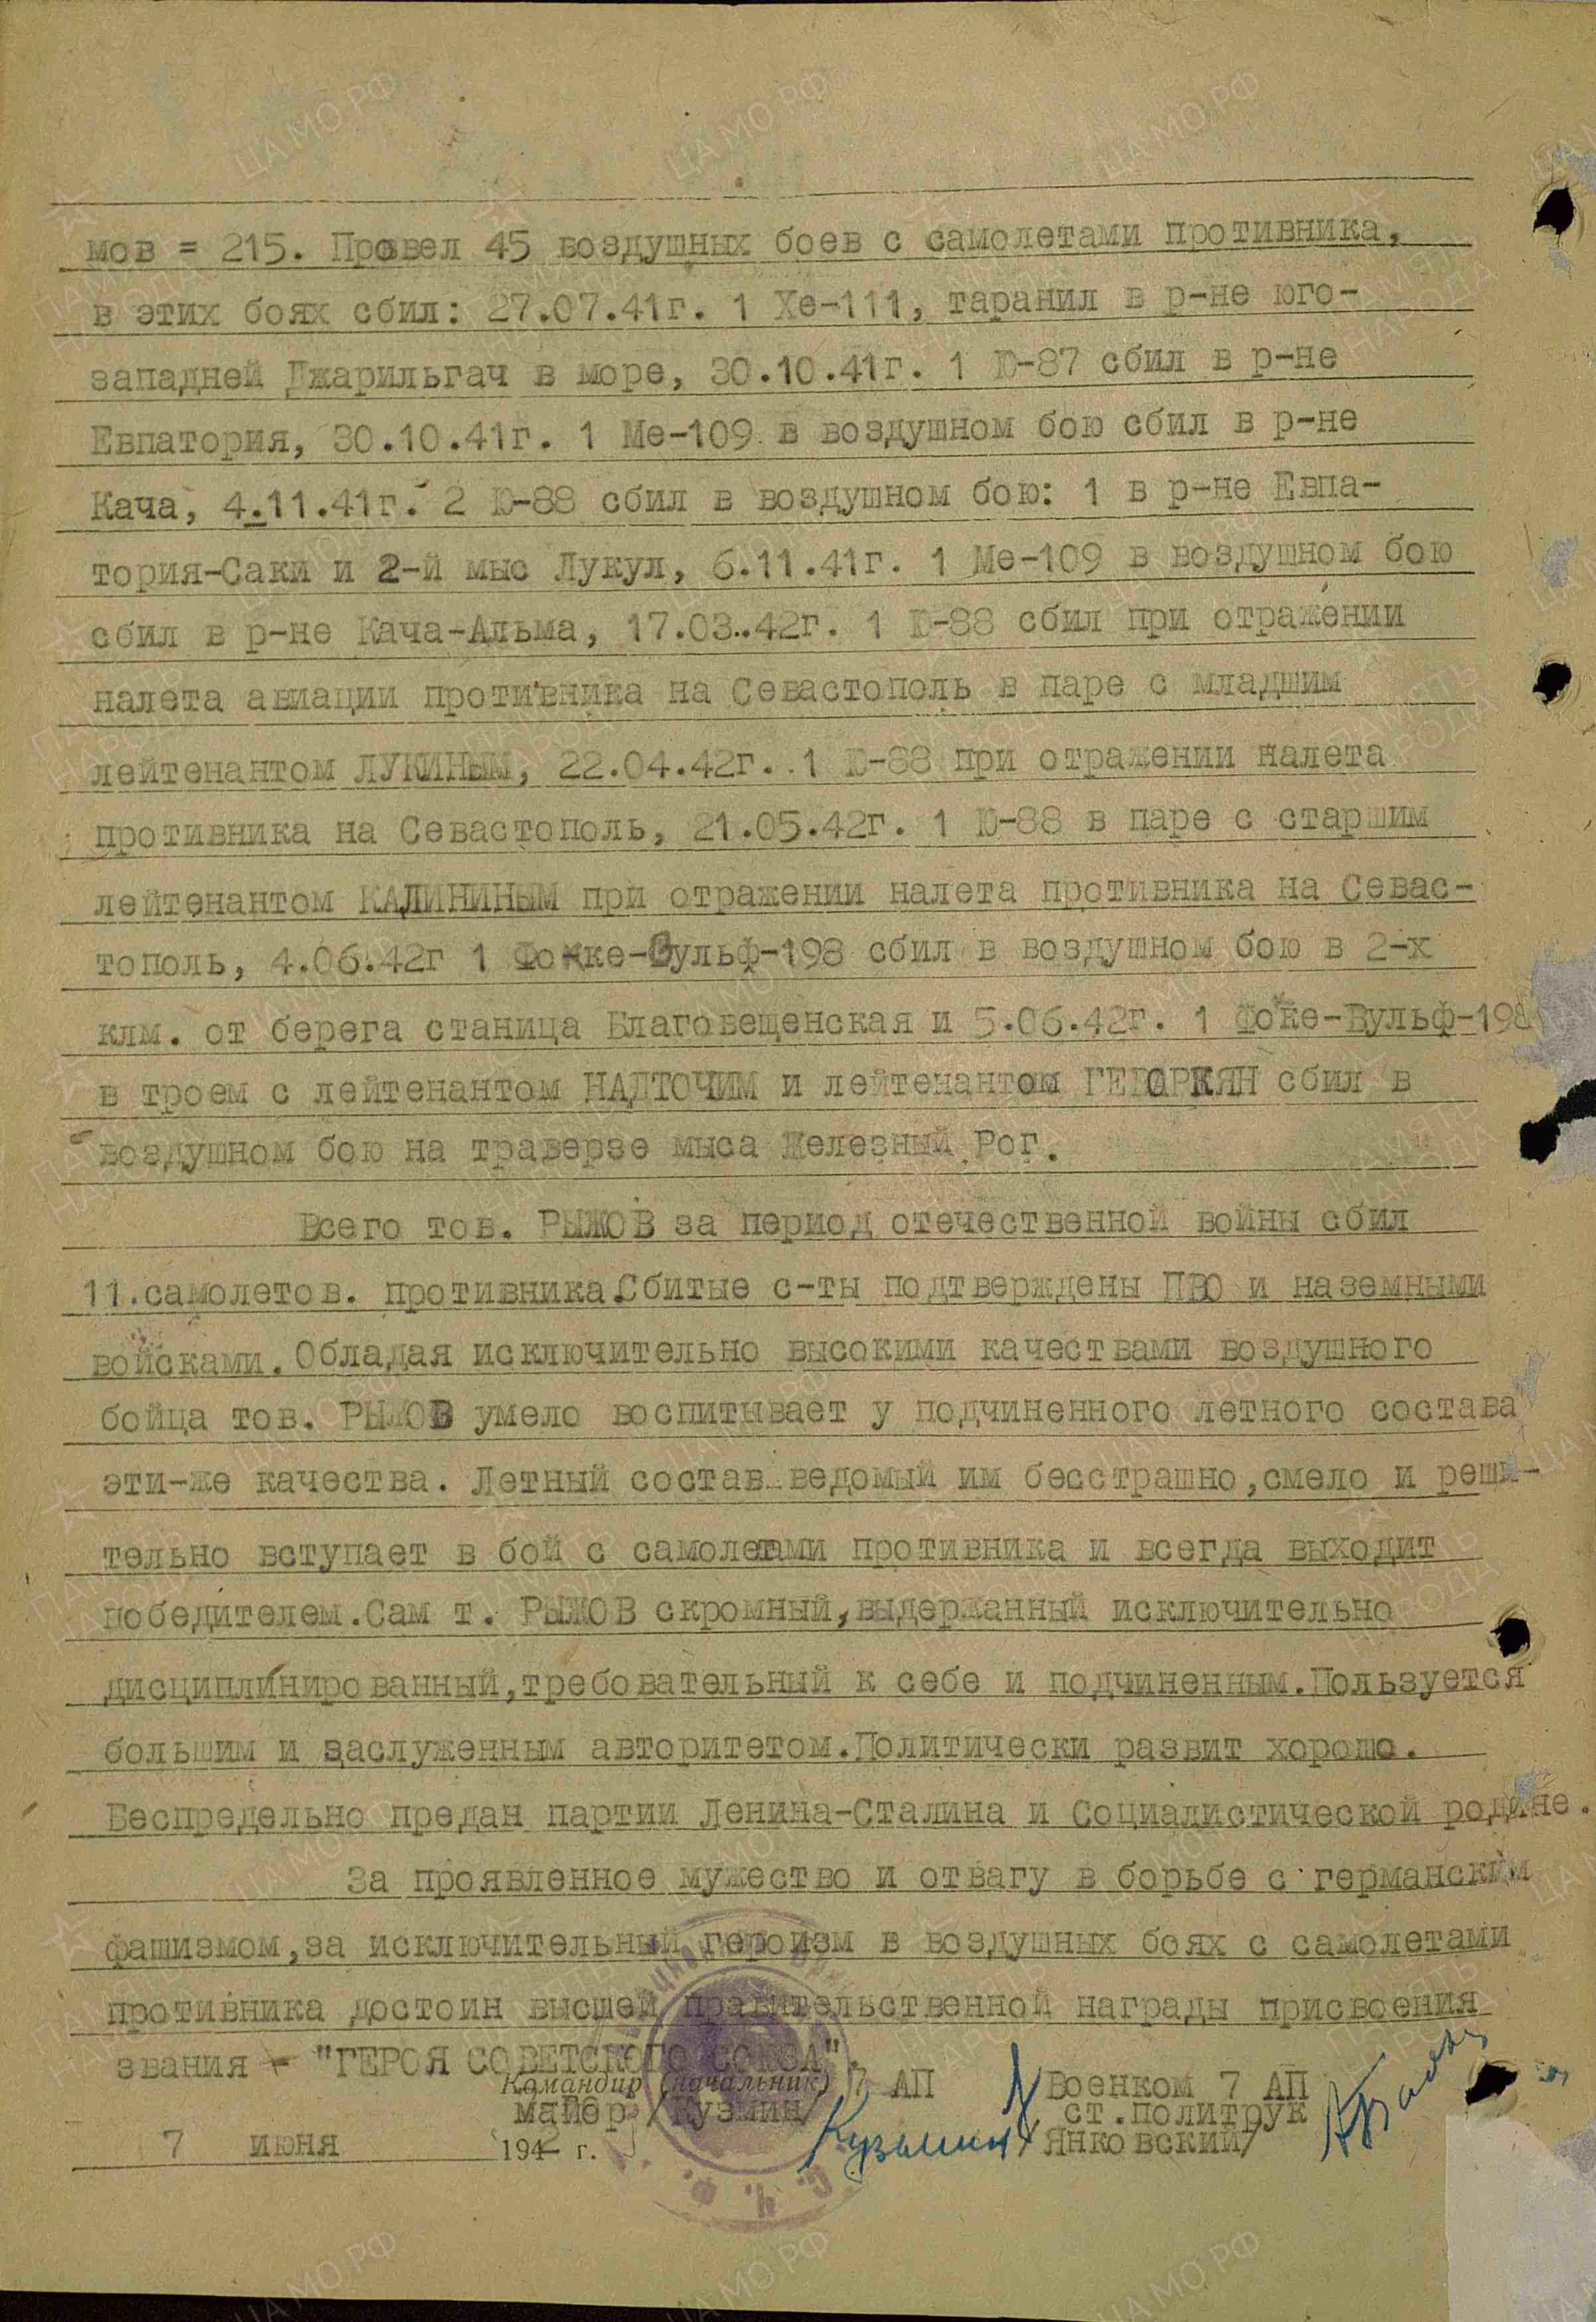 мов = 215. Провел 45 воздушных боев с самолетами противника,
в этих боях сбил: 27.07.41г. 1 Хе-111, таранил в р-не юго-
западней Джарильгач в море, 30.10.41г. 1 Ю-87 сбил в р-не
Евпатория, 30.10.41г. 1 Ме-109 в воздушном бою сбил в р-не
Кача, 4.11.41г. 2 Ю-88 сбил в воздушном бою: 1 в р-не Евпа-
тория-Саки и 2-й мыс Лукул, 6.11.41г. 1 Ме-109 в воздушном бою
сбил в р-не Кача-Альма, 17.03..42г. 1 Ю-88 сбил при отражении
налета авиации противника на Севастополь в паре с младшим
лейтенантом ЛУКИНЫМ, 22.04.42г. 1 Ю-88 при отражении налета
противника на Севастополь, 21.05.42г. 1 Ю-88 в паре с старшим
лейтенантом КАЛИНИНЫМ при отражении налета противника на Севас-
тополь, 4.06.42г 1 Фокке-Вульф-198 сбил в воздушном бою в 2-х
клм. от берега станица Благовещенская и 5.06.42г. 1 Фоке-Вульф-198
в троем с лейтенантом НАДТОЧИМ и лейтенантом ГЕВОРКЯН сбил в
воздушном бою на траверзе мыса Железный Рог.
Всего тов. РЫЖОВ за период отечественной войны сбил
11.самолетов. противника.Сбитые с-ты подтверждены ПВО и наземными
войсками. Обладая исключительно высокими качествами воздушного
бойца тов. РЫЖОВ умело воспитывает у подчиненного летного состава
эти-же качества. Летный состав ведомый им бесстрашно,смело и реши-
тельно вступает в бой с самолетами противника и всегда выходит
победителем.Сам т. РЫЖОВ скромный,выдержанный исключительно
дисциплинированный,требовательный к себе и подчиненным.Пользуется
большим и заслуженным авторитетом.Политически развит хорошо.
Беспредельно предан партии Ленина-Сталина и Социалистической родине.
За проявленное мужество и отвагу в борьбе с германским
фашизмом,за исключительный героизм в воздушных боях с самолетами
противника достоин высшей правительственной награды присвоения
звания - "ГЕРОЯ СОВЕТСКОГО СОЮЗА".
Командир (начальник) 7 АП Военком 7 АП
майор /Кузьмин/ ст.политрук
Кузьмин /Янковский/
7 июня 1942 г.
ЦА МО РФ
ПАМЯТЬ НАРОДА